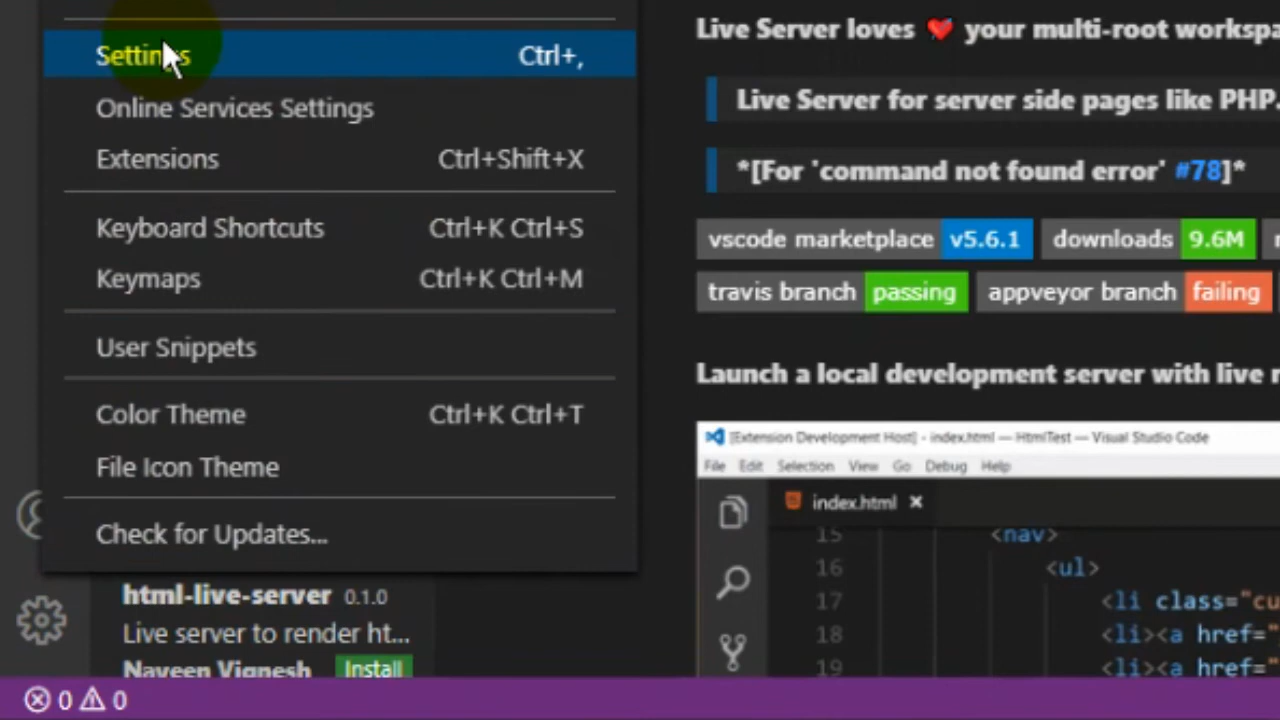 Settings Ctrl+,
Online Services Settings
Extensions Ctrl+Shift+X
Keyboard Shortcuts Ctrl+K Ctrl+S
Keymaps Ctrl+K Ctrl+M
User Snippets
Color Theme Ctrl+K Ctrl+T
File Icon Theme
Check for Updates...
html-live-server 0.1.0
Live server to render ht...
Naveen Vignesh Install
0 0
Live Server loves ❤️ your multi-root workspa
Live Server for server side pages like PHP.
*[For 'command not found error' #78]*
vscode marketplace v5.6.1 downloads 9.6M
travis branch passing appveyor branch failing
Launch a local development server with live
[Extension Development Host] - index.html — HtmlTest — Visual Studio Code
File Edit Selection View Go Debug Help
index.html ×
15 <nav>
16 <ul>
17 <li class="cu
18 <li><a href="
19 <li><a href="